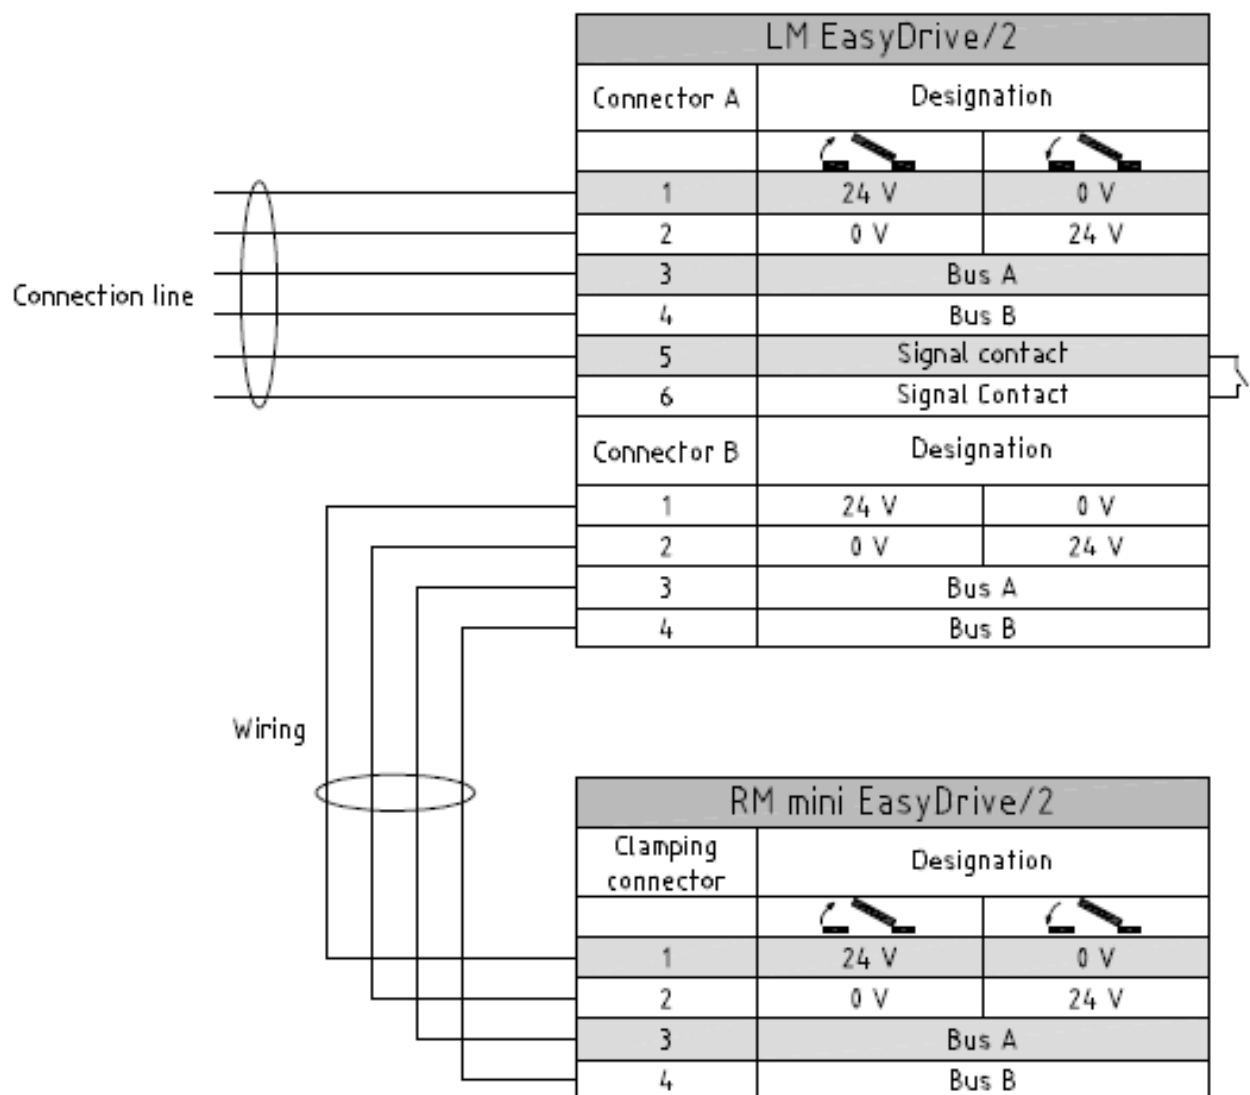 LM EasyDrive/2
Connector A Designation
1 24 V 0 V
2 0 V 24 V
3 Bus A
Connection line
4 Bus B
5 Signal contact
6 Signal Contact
Connector B Designation
1 24 V 0 V
2 0 V 24 V
3 Bus A
4 Bus B
Wiring
RM mini EasyDrive/2
Clamping
connector
Designation
1 24 V 0 V
2 0 V 24 V
3 Bus A
4 Bus B